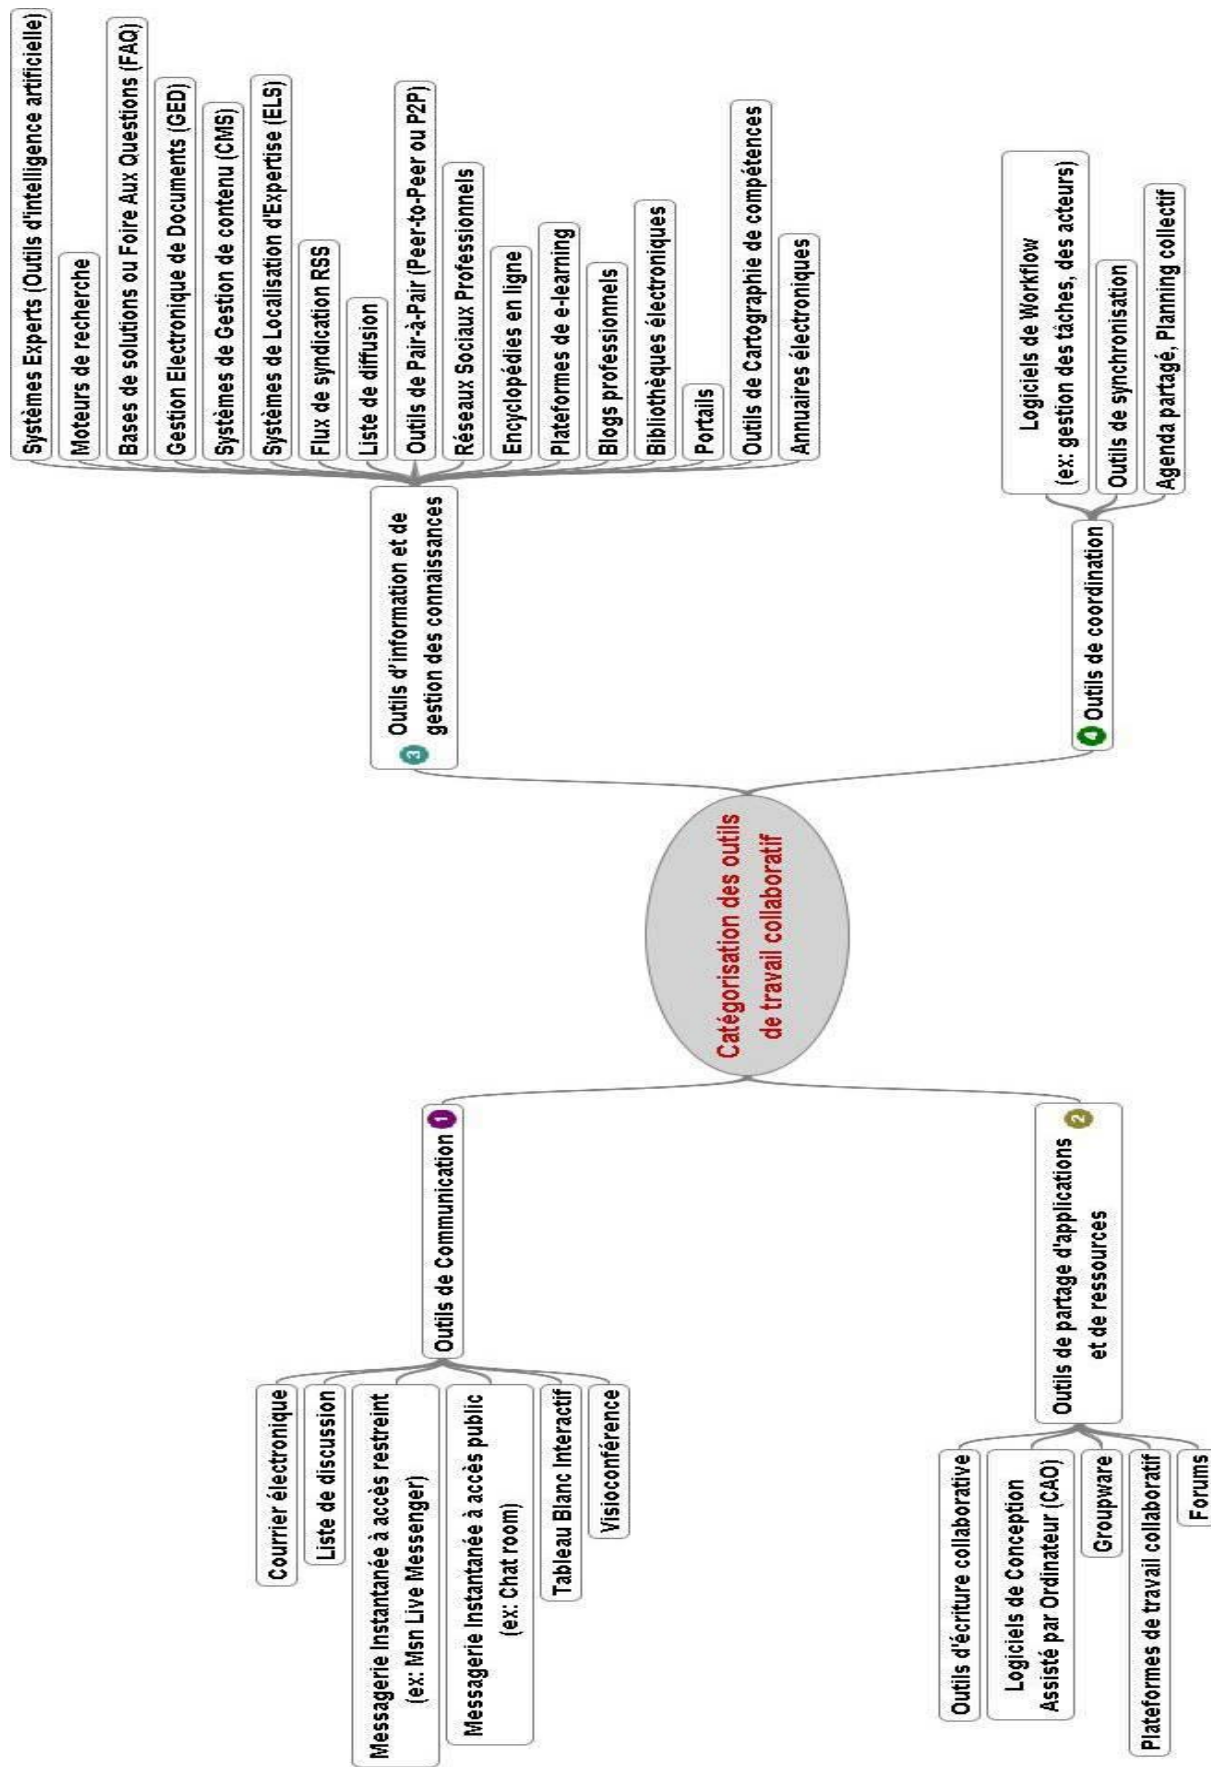 Catégorisation des outils
de travail collaboratif
Outils de Communication 1
Courrier électronique
Liste de discussion
Messagerie Instantanée à accès restreint
(ex: Msn Live Messenger)
Messagerie Instantanée à accès public
(ex: Chat room)
Tableau Blanc Interactif
Visioconférence
Outils de partage d'applications
et de ressources
2
Outils d'écriture collaborative
Logiciels de Conception
Assisté par Ordinateur (CAO)
Groupware
Plateformes de travail collaboratif
Forums
3
Outils d'information et de
gestion des connaissances
Systèmes Experts (Outils d'intelligence artificielle)
Moteurs de recherche
Bases de solutions ou Foire Aux Questions (FAQ)
Gestion Electronique de Documents (GED)
Systèmes de Gestion de contenu (CMS)
Systèmes de Localisation d'Expertise (ELS)
Flux de syndication RSS
Liste de diffusion
Outils de Pair-à-Pair (Peer-to-Peer ou P2P)
Réseaux Sociaux Professionnels
Encyclopédies en ligne
Plateformes de e-learning
Blogs professionnels
Bibliothèques électroniques
Portails
Outils de Cartographie de compétences
Annuaires électroniques
4 Outils de coordination
Logiciels de Workflow
(ex: gestion des tâches, des acteurs)
Outils de synchronisation
Agenda partagé, Planning collectif